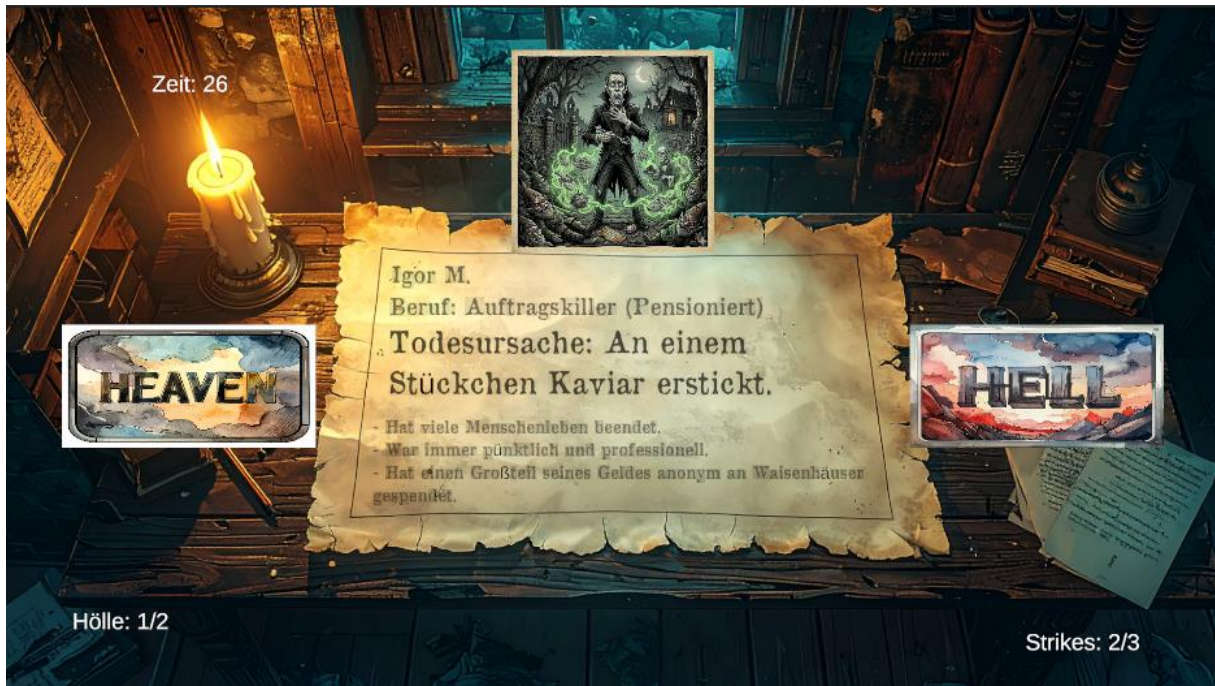 Zeit: 26
Igor M.
Beruf: Auftragskiller (Pensioniert)
Todesursache: An einem
Stückchen Kaviar erstickt.
HEAVEN
HELL
- Hat viele Menschenleben beendet.
- War immer pünktlich und professionell.
- Hat einen Großteil seines Geldes anonym an Waisenhäuser
gespendet.
Hölle: 1/2
Strikes: 2/3